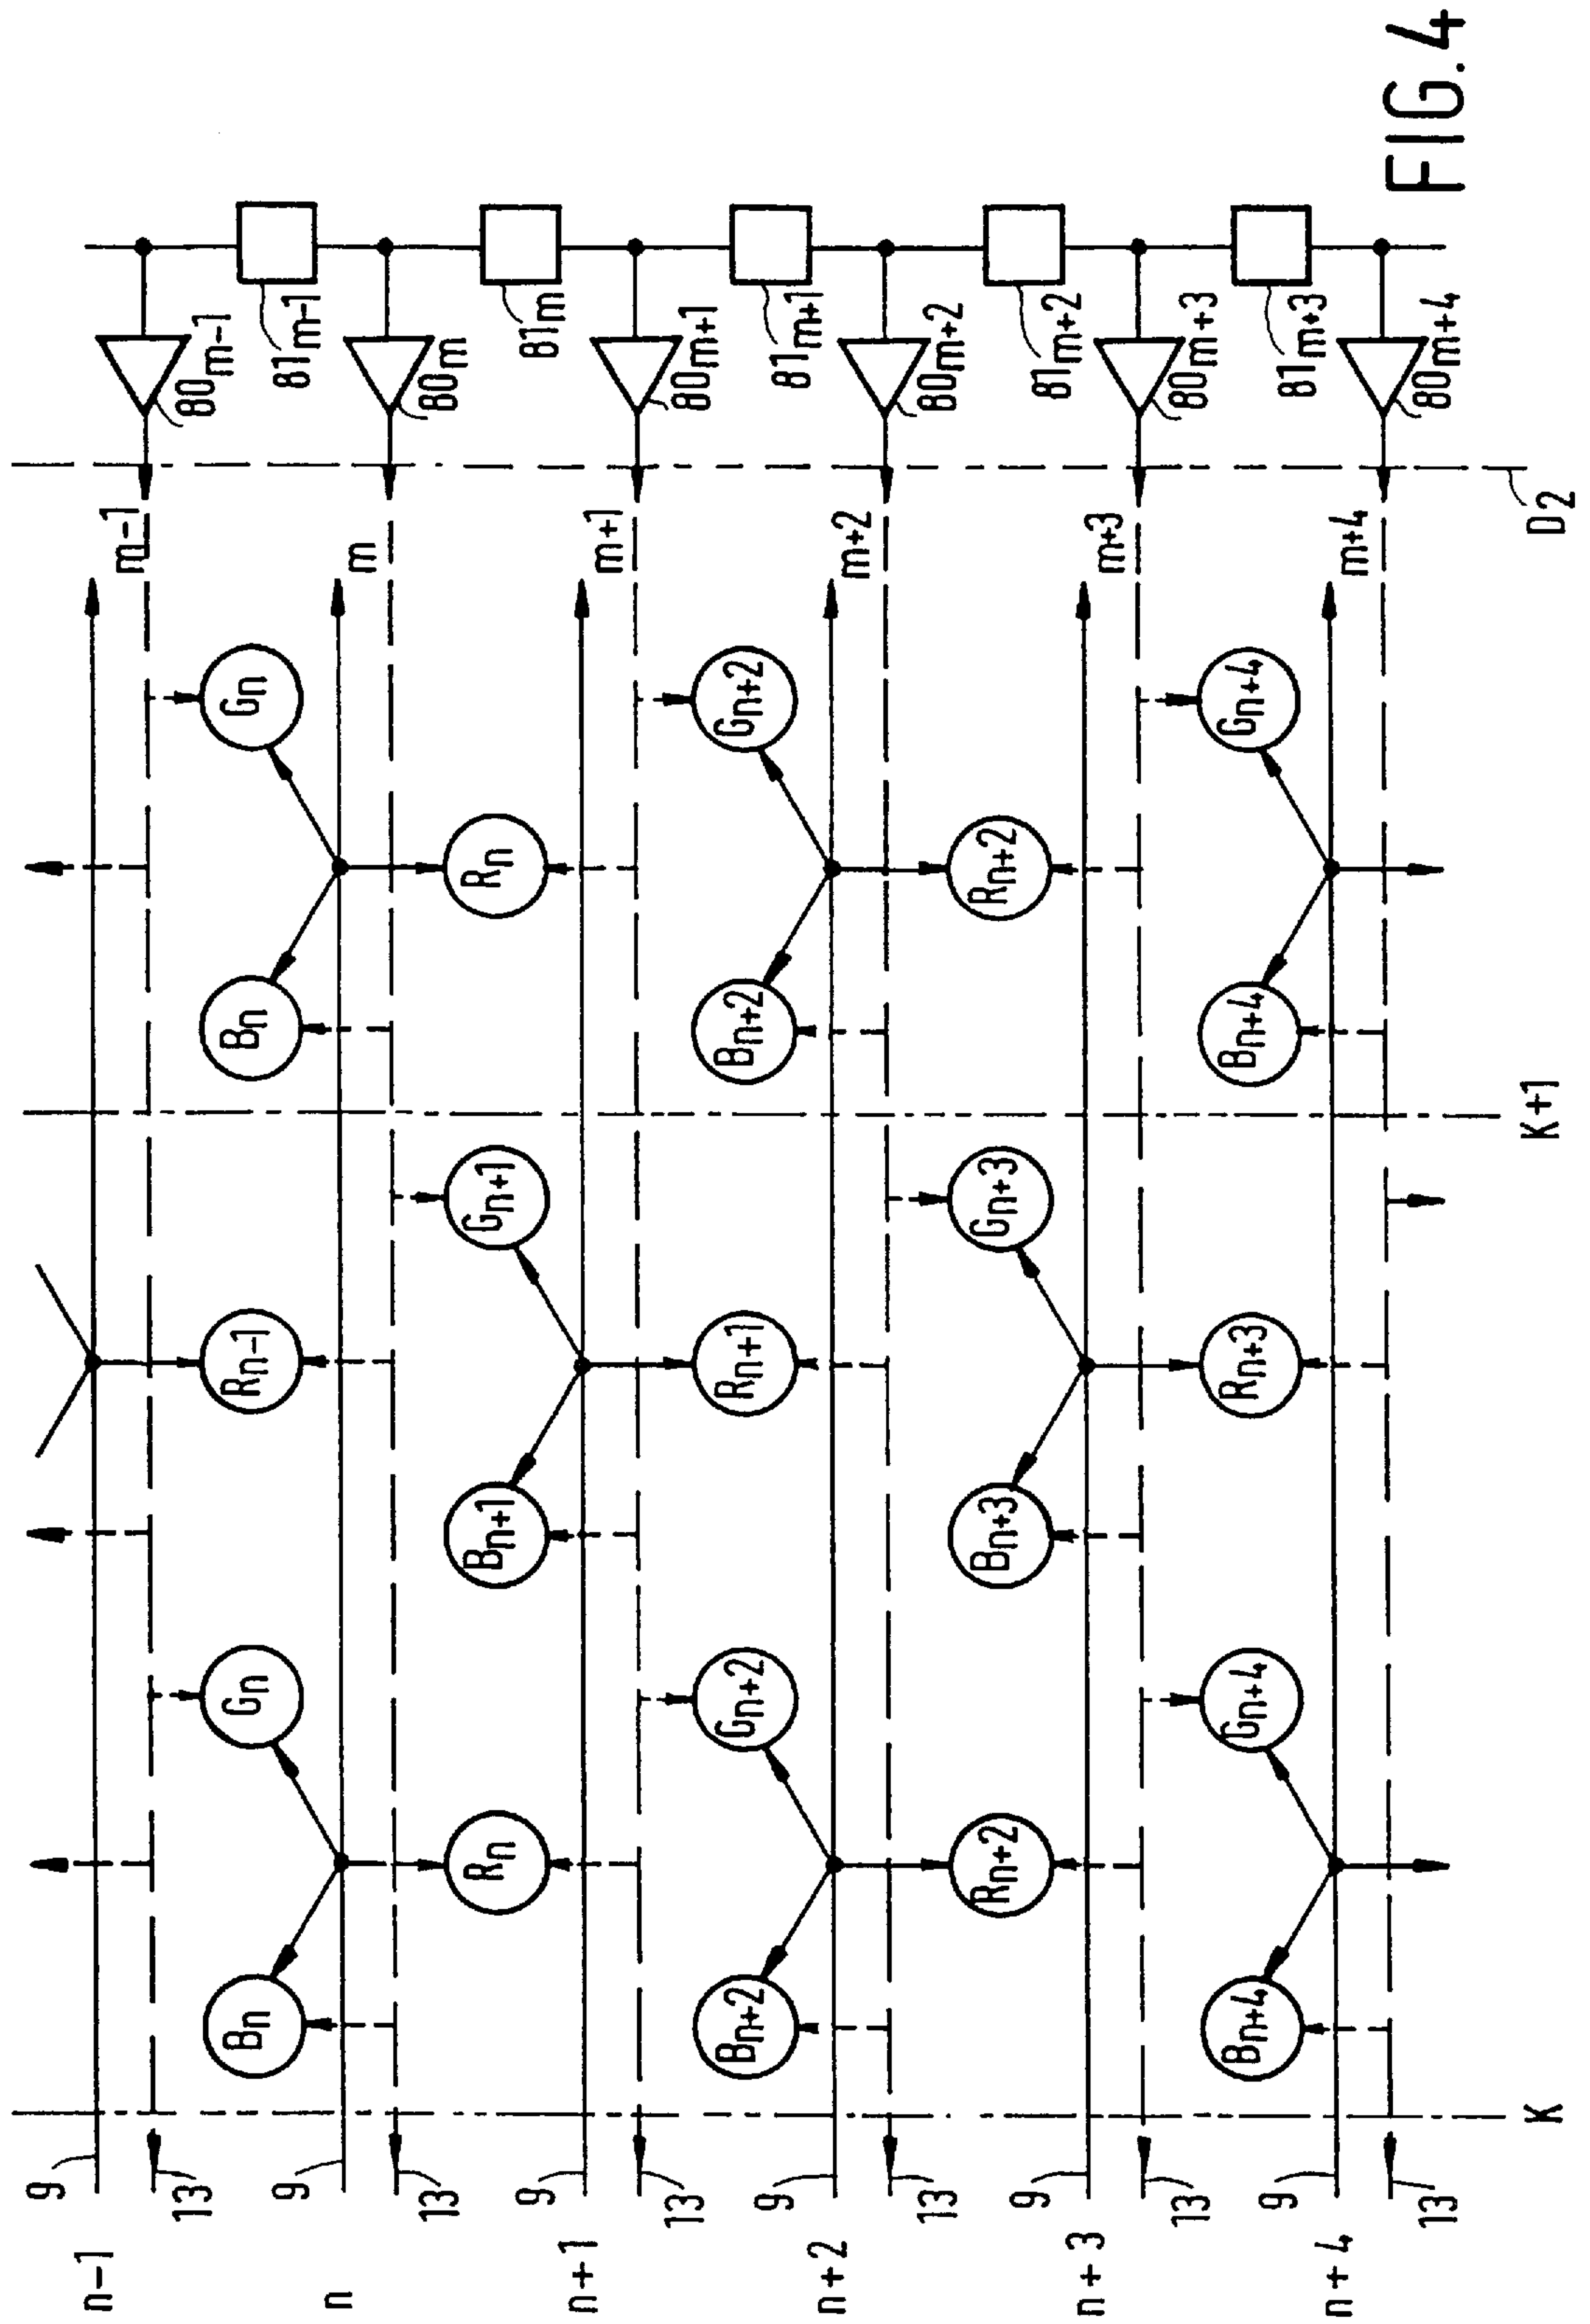 n-1 9 m-1
13 80m-1
Bn Gn Rn-1 Bn Gn
81m-1
n 9 m
13 80m
Rn Bn+1 Gn+1 Rn
81m
n+1 9 m+1
13 80m+1
Bn+2 Gn+2 Rn+1 Bn+2 Gn+2
81m+1
n+2 9 m+2
13 80m+2
Rn+2 Bn+3 Gn+3 Rn+2
81m+2
n+3 9 m+3
13 80m+3
Bn+4 Gn+4 Rn+3 Bn+4 Gn+4
81m+3
n+4 9 m+4
13 80m+4
K K+1 D2
FIG.4